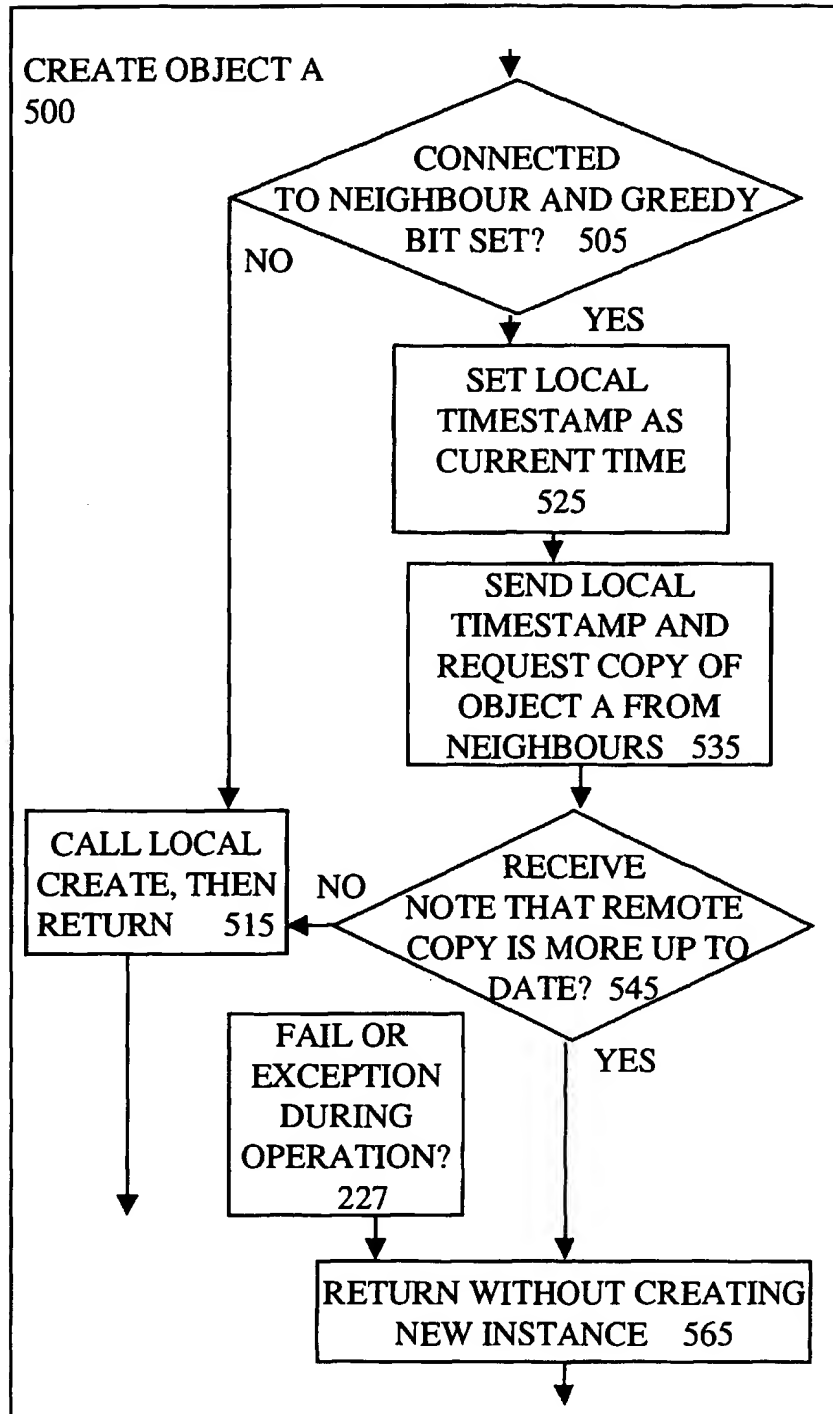 CREATE OBJECT A
500
CONNECTED
TO NEIGHBOUR AND GREEDY
BIT SET? 505
NO
YES
SET LOCAL
TIMESTAMP AS
CURRENT TIME
525
SEND LOCAL
TIMESTAMP AND
REQUEST COPY OF
OBJECT A FROM
NEIGHBOURS 535
CALL LOCAL
CREATE, THEN
RETURN 515
NO
RECEIVE
NOTE THAT REMOTE
COPY IS MORE UP TO
DATE? 545
YES
FAIL OR
EXCEPTION
DURING
OPERATION?
227
RETURN WITHOUT CREATING
NEW INSTANCE 565